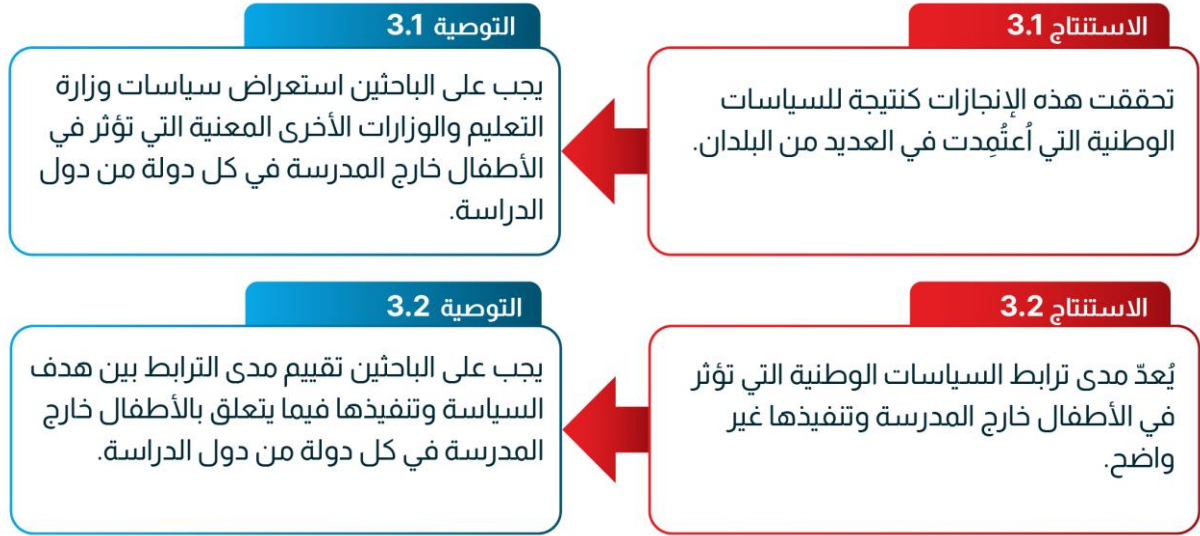 الاستنتاج 3.1
تحققت هذه الإنجازات كنتيجة للسياسات
الوطنية التي اُعتُمِدت في العديد من البلدان.
التوصية 3.1
يجب على الباحثين استعراض سياسات وزارة
التعليم والوزارات الأخرى المعنية التي تؤثر في
الأطفال خارج المدرسة في كل دولة من دول
الدراسة.
الاستنتاج 3.2
يُعدّ مدى ترابط السياسات الوطنية التي تؤثر
في الأطفال خارج المدرسة وتنفيذها غير
واضح.
التوصية 3.2
يجب على الباحثين تقييم مدى الترابط بين هدف
السياسة وتنفيذها فيما يتعلق بالأطفال خارج
المدرسة في كل دولة من دول الدراسة.